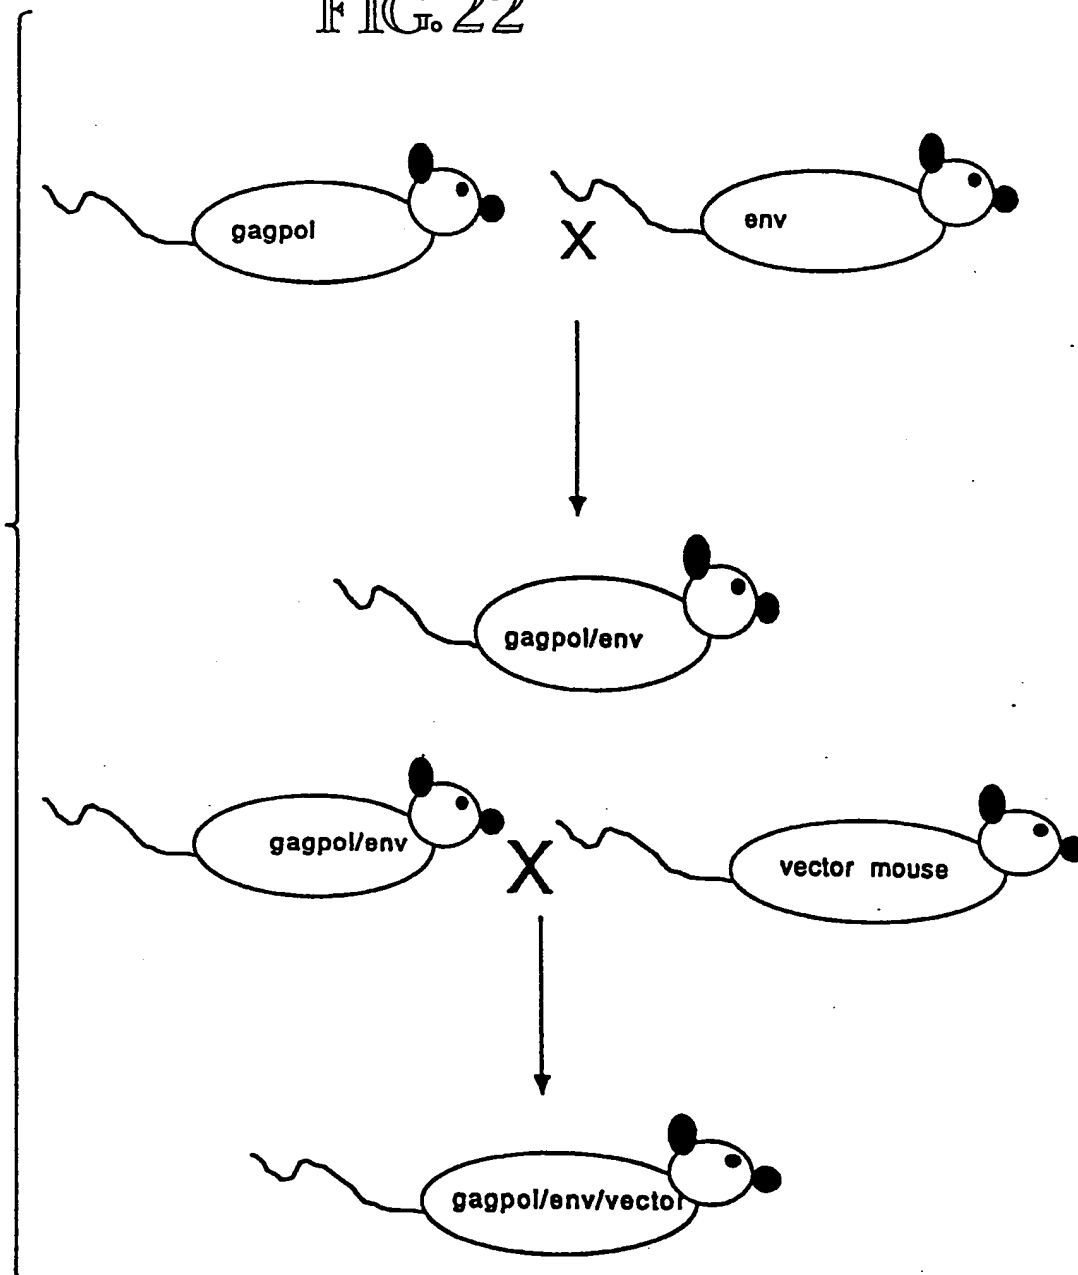 FIG. 22
gagpol
X
env
gagpol/env
gagpol/env
X
vector mouse
gagpol/env/vector